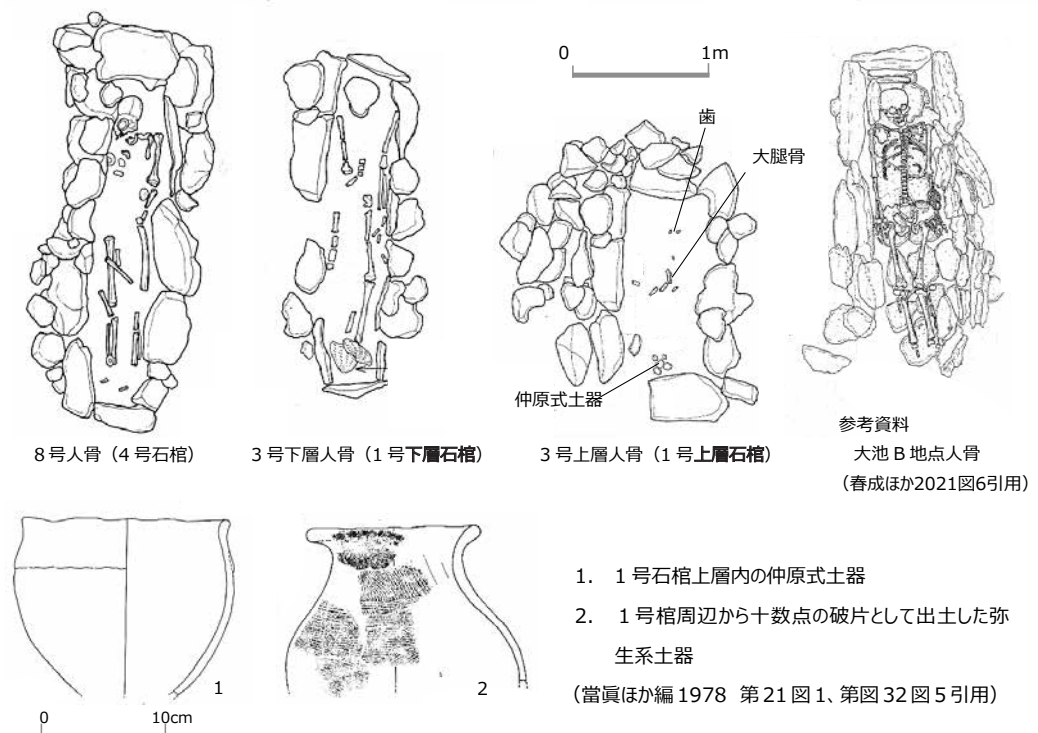 0 1m
歯
大腿骨
仲原式土器
8号人骨（4号石棺）
3号下層人骨（1号下層石棺）
3号上層人骨（1号上層石棺）
参考資料
大池B地点人骨
（春成ほか2021図6引用）
1
2
0 10cm
1. 1号石棺上層内の仲原式土器
2. 1号棺周辺から十数点の破片として出土した弥
生系土器
（當眞ほか編1978 第21図1、第図32図5引用）